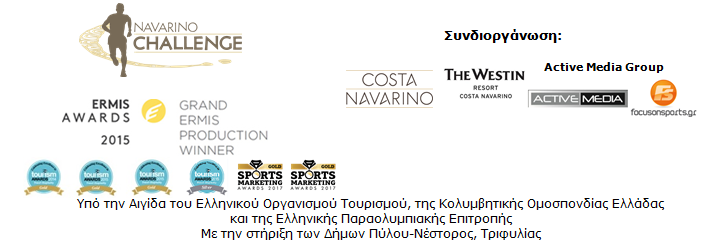 NAVARINO
CHALLENGE
Συνδιοργάνωση:
COSTA
NAVARINO
THE WESTIN
RESORT
COSTA NAVARINO
Active Media Group
ACTIVE MEDIA
focusonsports.gr
ERMIS
AWARDS
2015
GRAND
ERMIS
PRODUCTION
WINNER
tourism
tourism
tourism
tourism
GOLD
SPORTS
MARKETING
AWARDS 2017
GOLD
SPORTS
MARKETING
AWARDS 2017
Υπό την Αιγίδα του Ελληνικού Οργανισμού Τουρισμού, της Κολυμβητικής Ομοσπονδίας Ελλάδας
και της Ελληνικής Παραολυμπιακής Επιτροπής
Με την στήριξη των Δήμων Πύλου-Νέστορος, Τριφυλίας